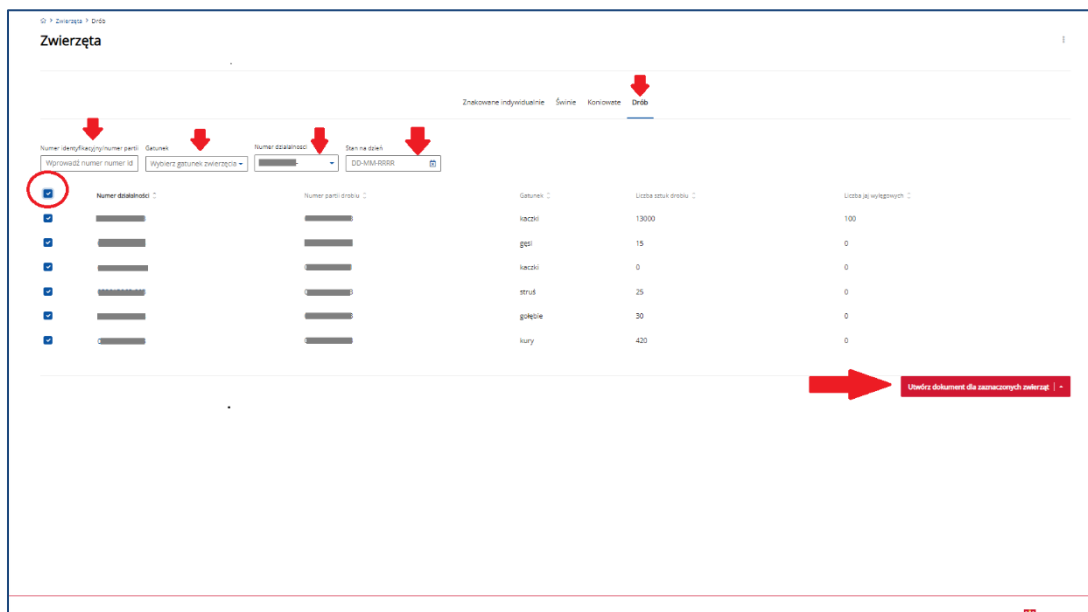 Zwierzęta > Drób
Zwierzęta
Znakowane indywidualnie Świnie Koniowate Drób
Numer identyfikacyjny/numer partii Gatunek Numer działalności Stan na dzień
Wprowadź numer numer id Wybierz gatunek zwierzęcia DD-MM-RRRR
Numer działalności Numer partii drobiu Gatunek Liczba sztuk drobiu Liczba jaj wylęgowych
kaczki 13000 100
gęsi 15 0
kaczki 0 0
struś 25 0
gołębie 30 0
kury 420 0
Utwórz dokument dla zaznaczonych zwierząt